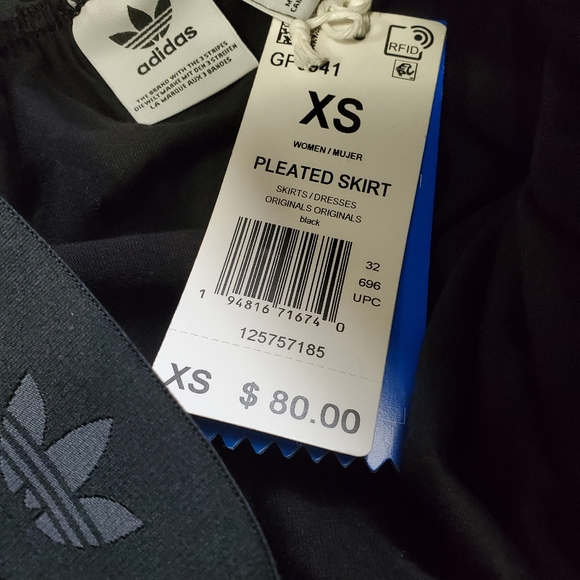 adidas
THE BRAND WITH THE 3 STRIPES
DIE WELTMARKE MIT DEN 3 STREIFEN
LA MARQUE AUX 3 BANDES
RFID
XS
WOMEN / MUJER
PLEATED SKIRT
SKIRTS / DRESSES
ORIGINALS ORIGINALS
black
32
696
UPC
1 94816 71674 0
125757185
XS $ 80.00